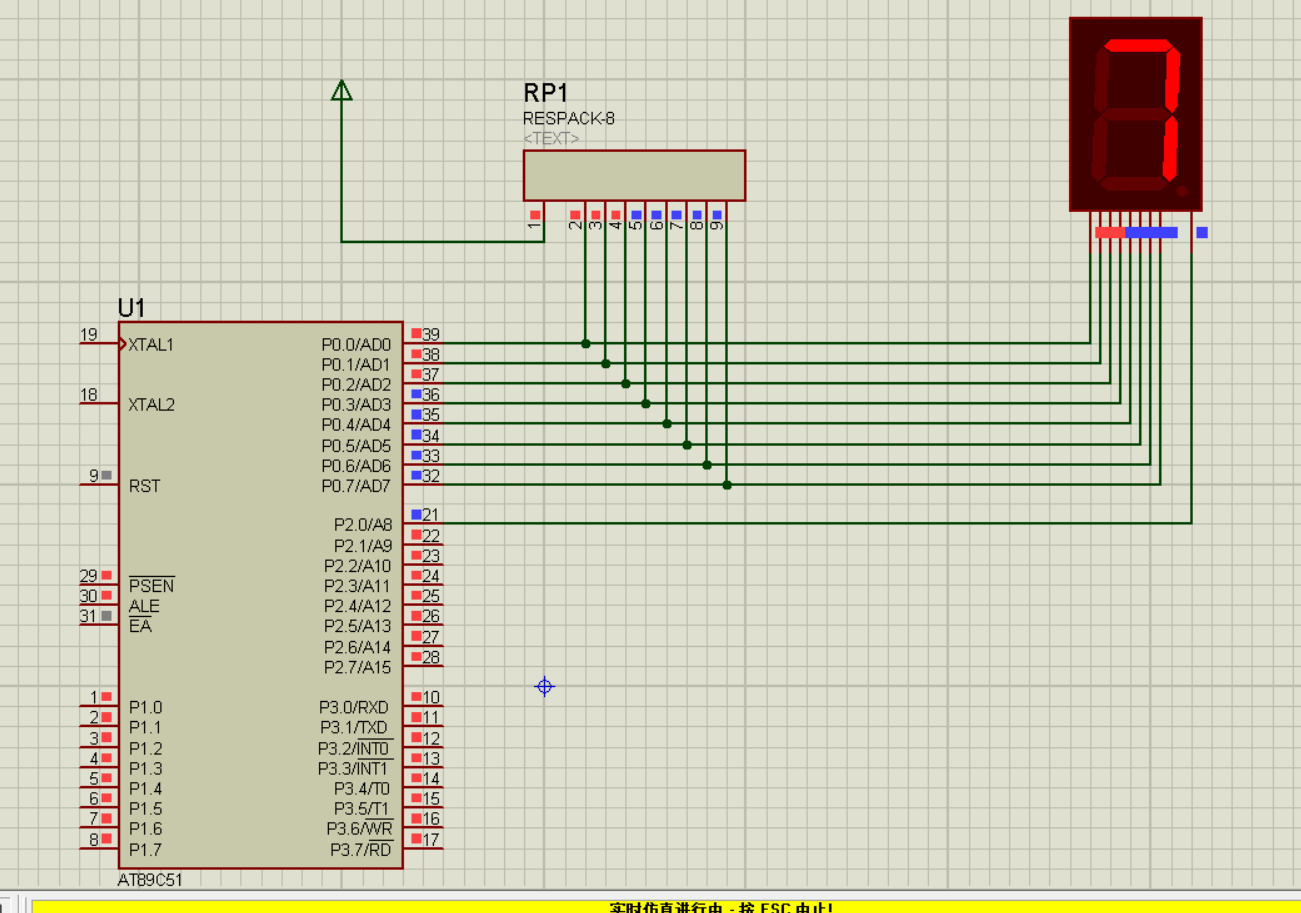 RP1
RESPACK-8
<TEXT>
1
2
3
4
5
6
7
8
9
U1
19
XTAL1
P0.0/AD0
39
P0.1/AD1
38
P0.2/AD2
37
18
XTAL2
P0.3/AD3
36
P0.4/AD4
35
P0.5/AD5
34
P0.6/AD6
33
9
RST
P0.7/AD7
32
P2.0/A8
21
P2.1/A9
22
P2.2/A10
23
29
PSEN
P2.3/A11
24
30
ALE
P2.4/A12
25
31
EA
P2.5/A13
26
P2.6/A14
27
P2.7/A15
28
1
P1.0
P3.0/RXD
10
2
P1.1
P3.1/TXD
11
3
P1.2
P3.2/INT0
12
4
P1.3
P3.3/INT1
13
5
P1.4
P3.4/T0
14
6
P1.5
P3.5/T1
15
7
P1.6
P3.6/WR
16
8
P1.7
P3.7/RD
17
AT89C51
实时仿真进行中 - 按 ESC 中止!